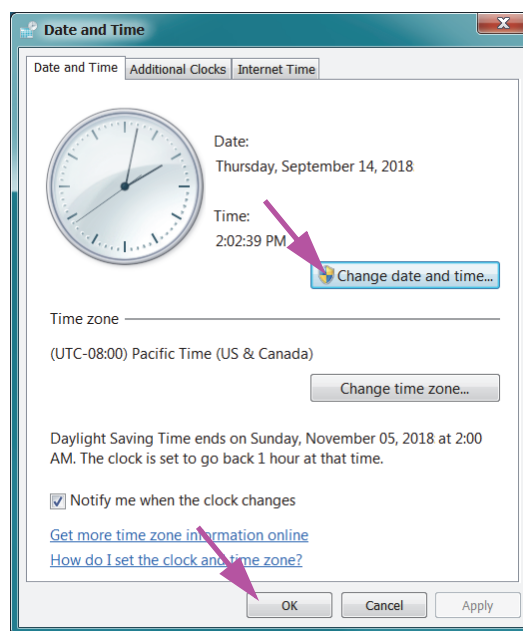 Date and Time
Date and Time Additional Clocks Internet Time
Date:
Thursday, September 14, 2018
Time:
2:02:39 PM
Change date and time...
Time zone
(UTC-08:00) Pacific Time (US & Canada)
Change time zone...
Daylight Saving Time ends on Sunday, November 05, 2018 at 2:00
AM. The clock is set to go back 1 hour at that time.
Notify me when the clock changes
Get more time zone information online
How do I set the clock and time zone?
OK Cancel Apply